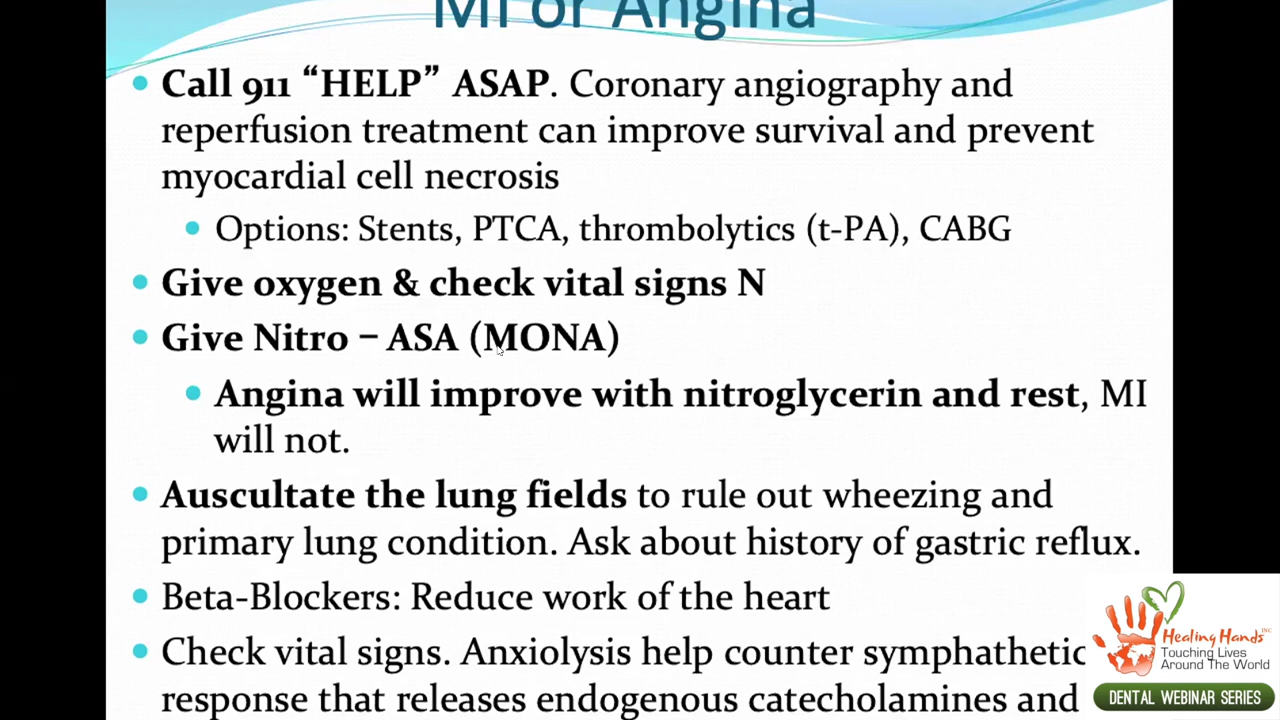 MI or Angina
Call 911 “HELP” ASAP. Coronary angiography and
reperfusion treatment can improve survival and prevent
myocardial cell necrosis
Options: Stents, PTCA, thrombolytics (t-PA), CABG
Give oxygen & check vital signs N
Give Nitro – ASA (MONA)
Angina will improve with nitroglycerin and rest, MI
will not.
Auscultate the lung fields to rule out wheezing and
primary lung condition. Ask about history of gastric reflux.
Beta-Blockers: Reduce work of the heart
Check vital signs. Anxiolysis help counter symphathetic
response that releases endogenous catecholamines and
Healing Hands INC
Touching Lives
Around The World
DENTAL WEBINAR SERIES